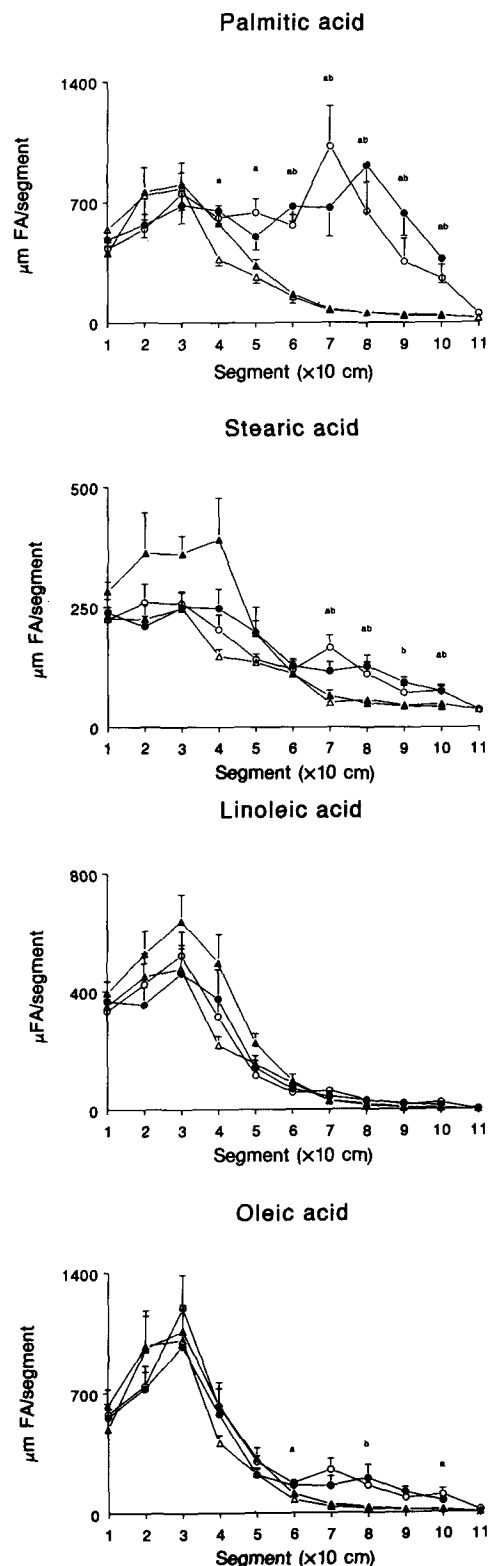 Palmitic acid
1400
700
0
μm FA/segment
a a ab ab ab ab ab
1 2 3 4 5 6 7 8 9 10 11
Segment (×10 cm)
Stearic acid
500
250
0
μm FA/segment
ab ab b ab
1 2 3 4 5 6 7 8 9 10 11
Segment (×10 cm)
Linoleic acid
800
400
0
μFA/segment
1 2 3 4 5 6 7 8 9 10 11
Segment (×10 cm)
Oleic acid
1400
700
0
μm FA/segment
a b a
1 2 3 4 5 6 7 8 9 10 11
Segment (×10 cm)